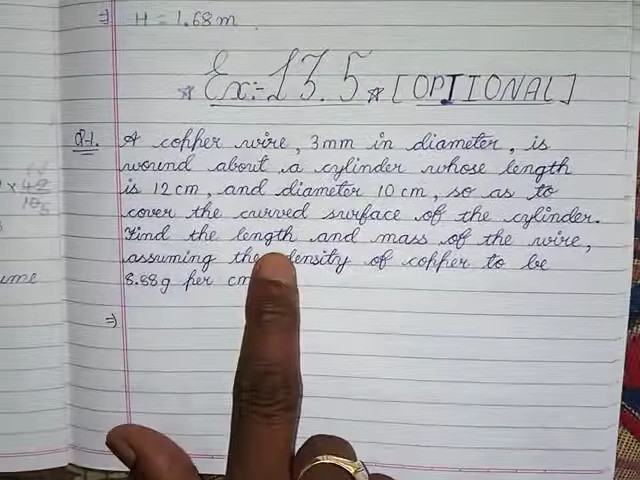 ⇒ H = 1.68 m.
☆ Ex:- 13.5 ☆ [OPTIONAL]
Q-1. A copper wire, 3mm in diameter, is
wound about a cylinder whose length
is 12 cm, and diameter 10 cm, so as to
cover the curved surface of the cylinder.
Find the length and mass of the wire,
assuming the density of copper to be
8.88g per cm
⇒